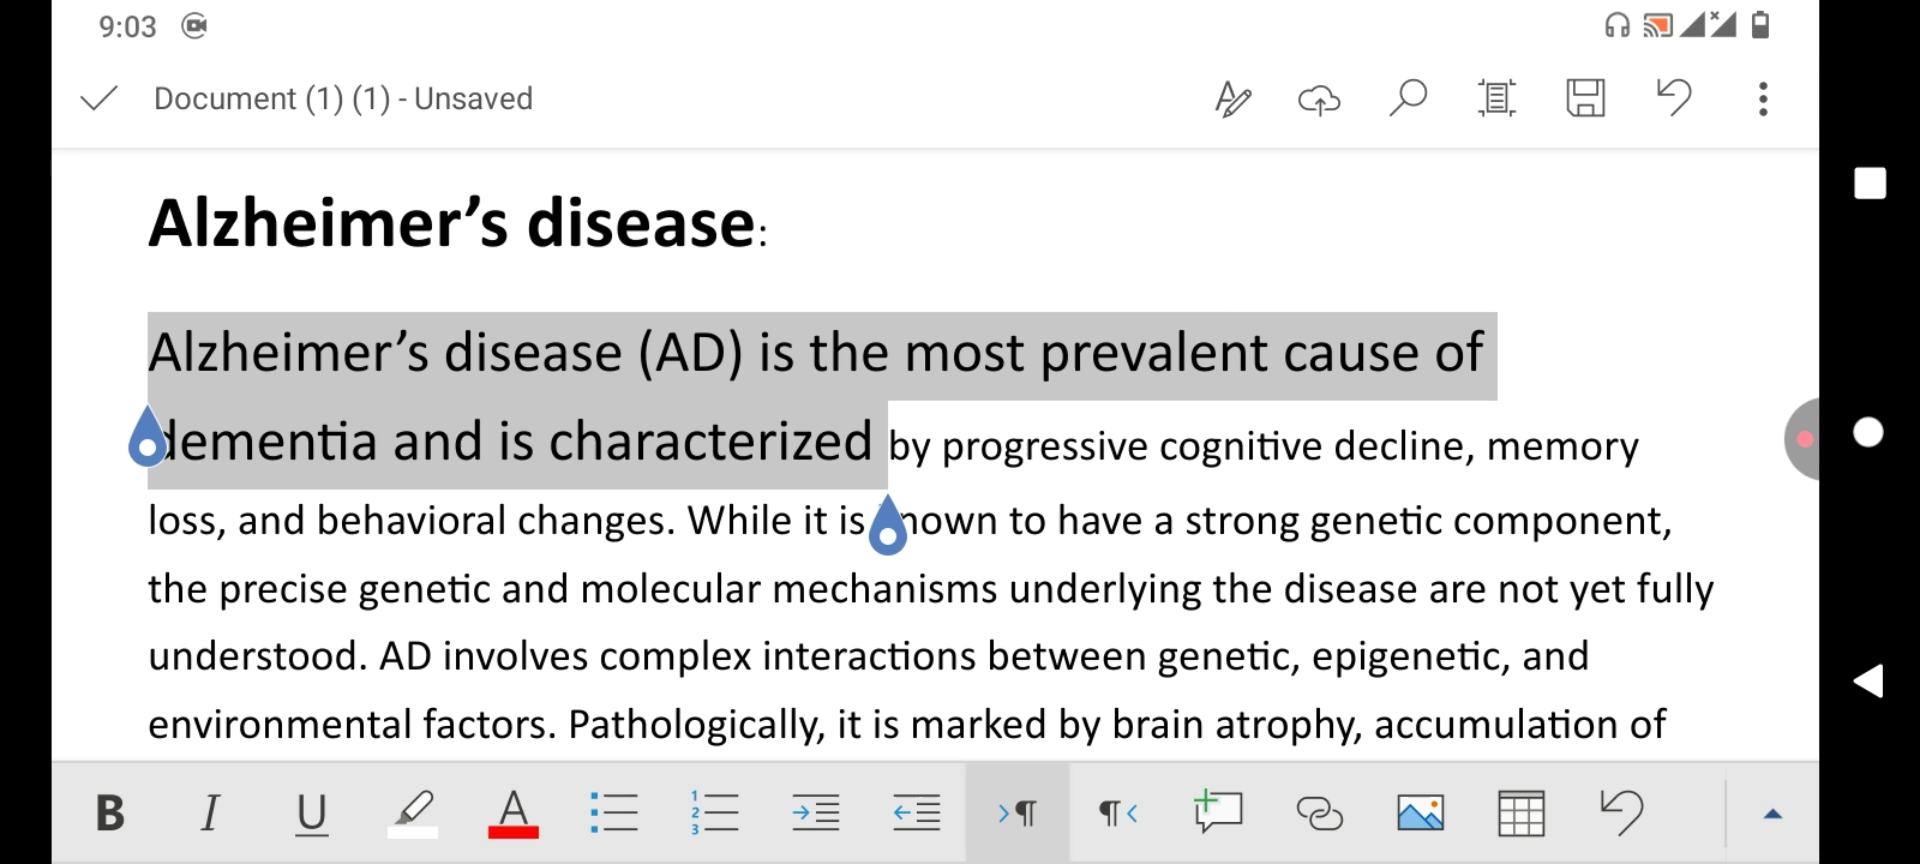 9:03
Document (1) (1) - Unsaved
Alzheimer’s disease:
Alzheimer’s disease (AD) is the most prevalent cause of
dementia and is characterized by progressive cognitive decline, memory
loss, and behavioral changes. While it is known to have a strong genetic component,
the precise genetic and molecular mechanisms underlying the disease are not yet fully
understood. AD involves complex interactions between genetic, epigenetic, and
environmental factors. Pathologically, it is marked by brain atrophy, accumulation of
B I U A